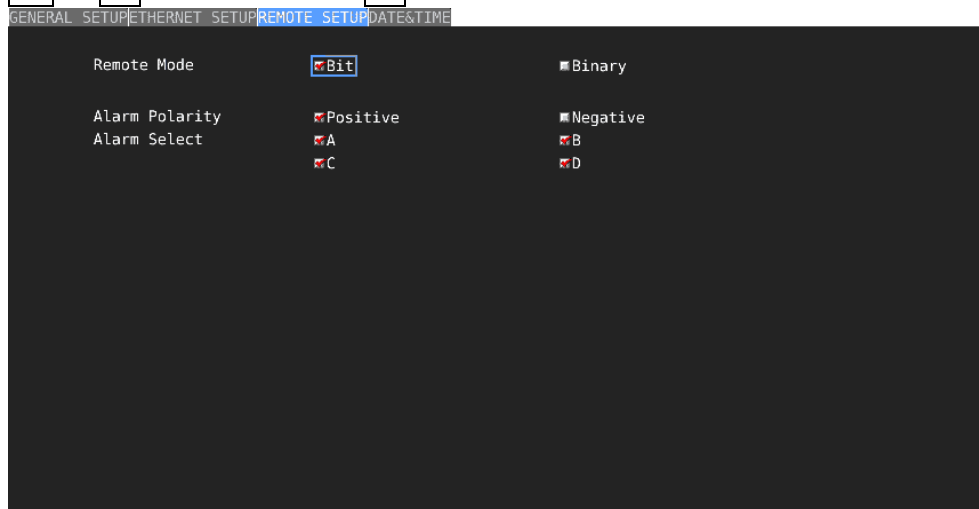 GENERAL SETUP ETHERNET SETUP REMOTE SETUP DATE&TIME
Remote Mode Bit Binary
Alarm Polarity Positive Negative
Alarm Select A B
C D